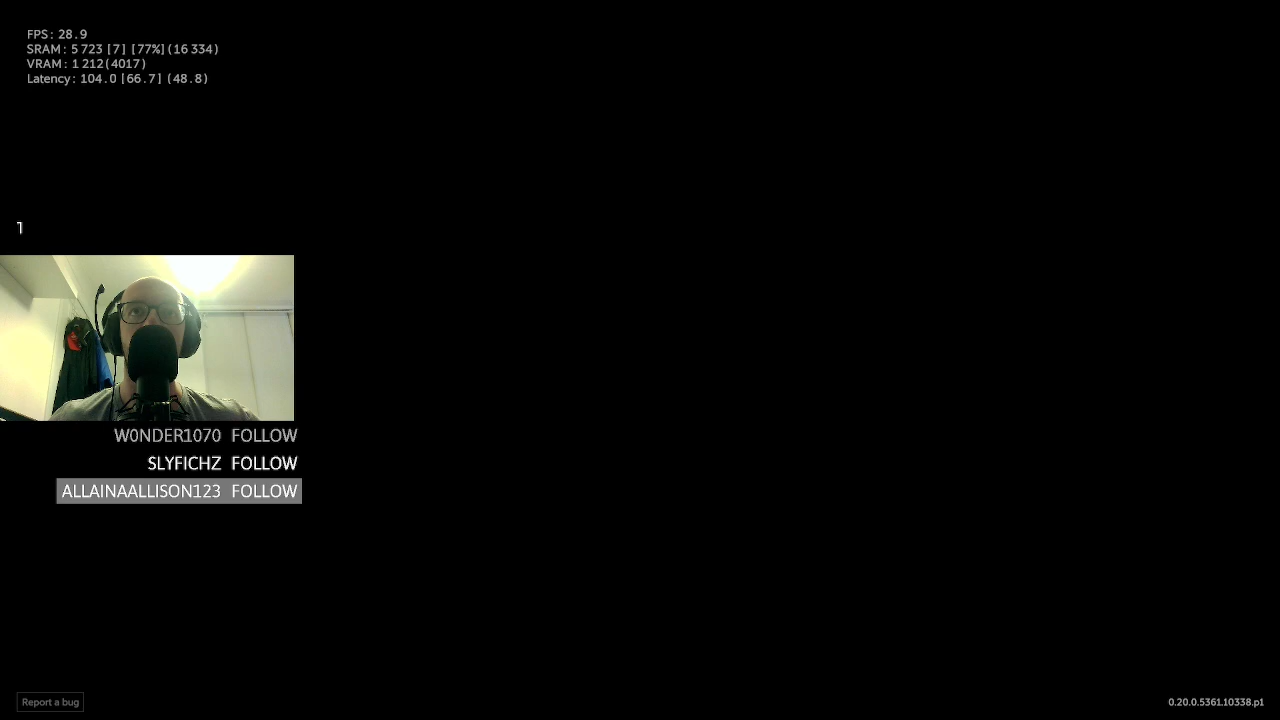 FPS: 28.9
SRAM: 5 723 [7] [77%] (16 334)
VRAM: 1 212(4017)
Latency: 104.0 [66.7] (48.8)
1
W0NDER1070 FOLLOW
SLYFICHZ FOLLOW
ALLAINAALLISON123 FOLLOW
Report a bug
0.20.0.5361.10338.p1